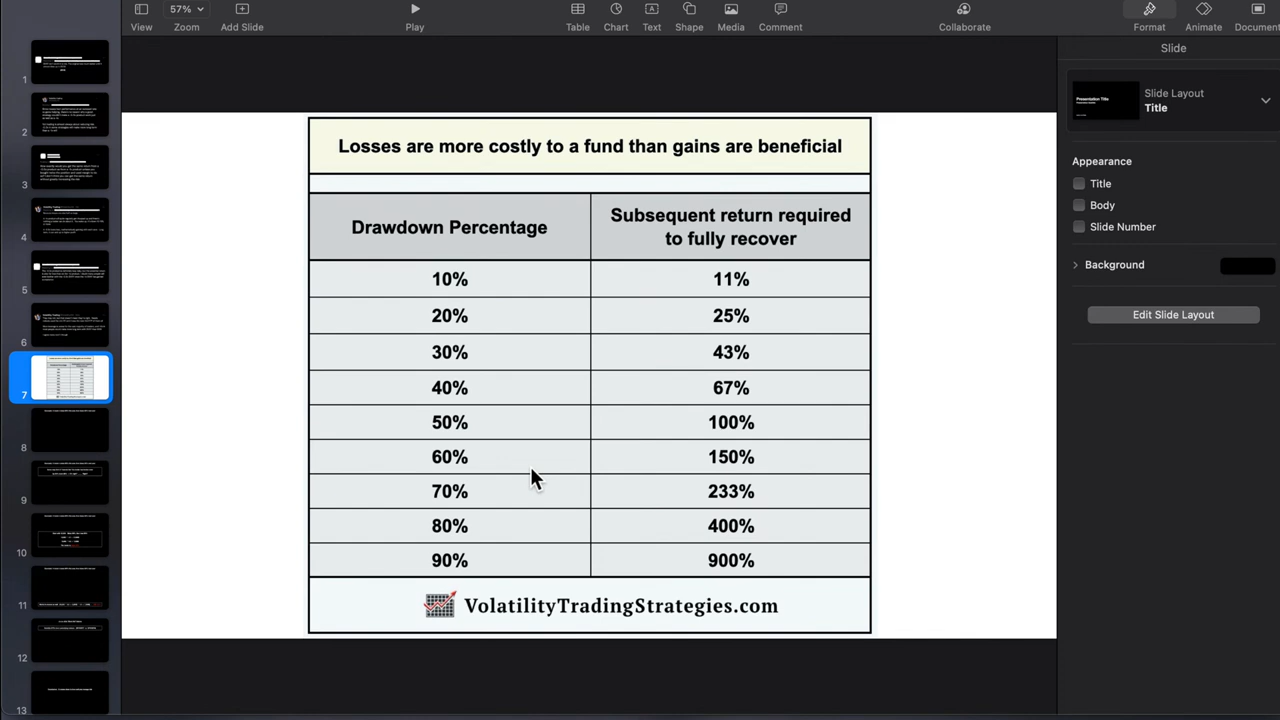 57%
View
Zoom
Add Slide
Play
Table
Chart
Text
Shape
Media
Comment
Collaborate
Format
Animate
Document
1
2
3
4
5
6
7
8
9
10
11
12
13
Losses are more costly to a fund than gains are beneficial
Drawdown Percentage
Subsequent return required
to fully recover
10% 11%
20% 25%
30% 43%
40% 67%
50% 100%
60% 150%
70% 233%
80% 400%
90% 900%
VolatilityTradingStrategies.com
Slide
Slide Layout
Title
Appearance
Title
Body
Slide Number
Background
Edit Slide Layout